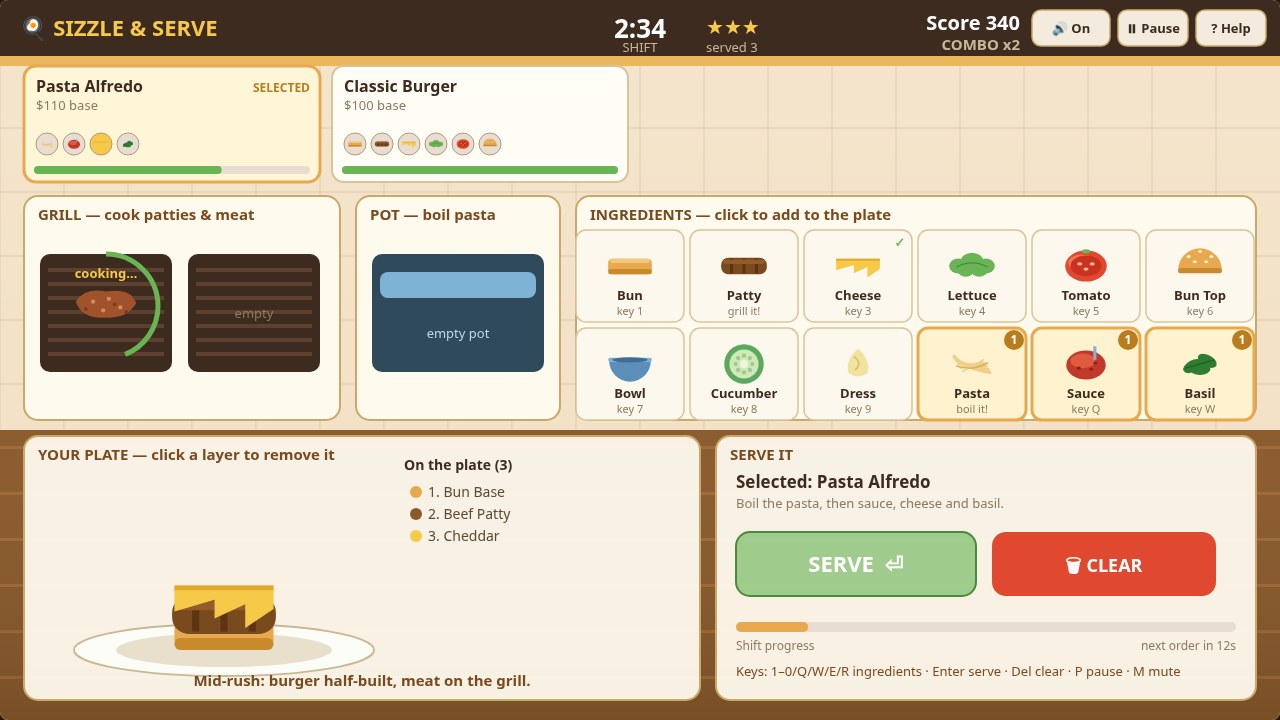 SIZZLE & SERVE
2:34
SHIFT
★★★
served 3
Score 340
COMBO x2
On
Pause
? Help
Pasta Alfredo
SELECTED
$110 base
Classic Burger
$100 base
GRILL — cook patties & meat
cooking...
empty
POT — boil pasta
empty pot
INGREDIENTS — click to add to the plate
Bun
key 1
Patty
grill it!
✓
Cheese
key 3
Lettuce
key 4
Tomato
key 5
Bun Top
key 6
Bowl
key 7
Cucumber
key 8
Dress
key 9
1
Pasta
boil it!
1
Sauce
key Q
1
Basil
key W
YOUR PLATE — click a layer to remove it
On the plate (3)
1. Bun Base
2. Beef Patty
3. Cheddar
Mid-rush: burger half-built, meat on the grill.
SERVE IT
Selected: Pasta Alfredo
Boil the pasta, then sauce, cheese and basil.
SERVE ⏎
CLEAR
Shift progress
next order in 12s
Keys: 1–0/Q/W/E/R ingredients · Enter serve · Del clear · P pause · M mute